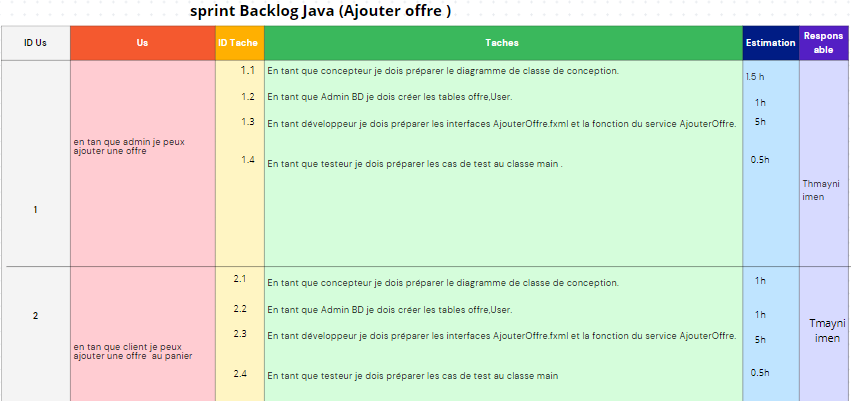 sprint Backlog Java (Ajouter offre )
ID Us
Us
ID Tache
Taches
Estimation
Respons
able
1
en tan que admin je peux
ajouter une offre
1.1
En tant que concepteur je dois préparer le diagramme de classe de conception.
1.5 h
1.2
En tant que Admin BD je dois créer les tables offre,User.
1h
1.3
En tant développeur je dois préparer les interfaces AjouterOffre.fxml et la fonction du service AjouterOffre.
5h
1.4
En tant que testeur je dois préparer les cas de test au classe main .
0.5h
Thmayni
imen
2
en tan que client je peux
ajouter une offre au panier
2.1
En tant que concepteur je dois préparer le diagramme de classe de conception.
1h
2.2
En tant que Admin BD je dois créer les tables offre,User.
1h
2.3
En tant développeur je dois préparer les interfaces AjouterOffre.fxml et la fonction du service AjouterOffre.
5h
2.4
En tant que testeur je dois préparer les cas de test au classe main
0.5h
Tmayni
imen